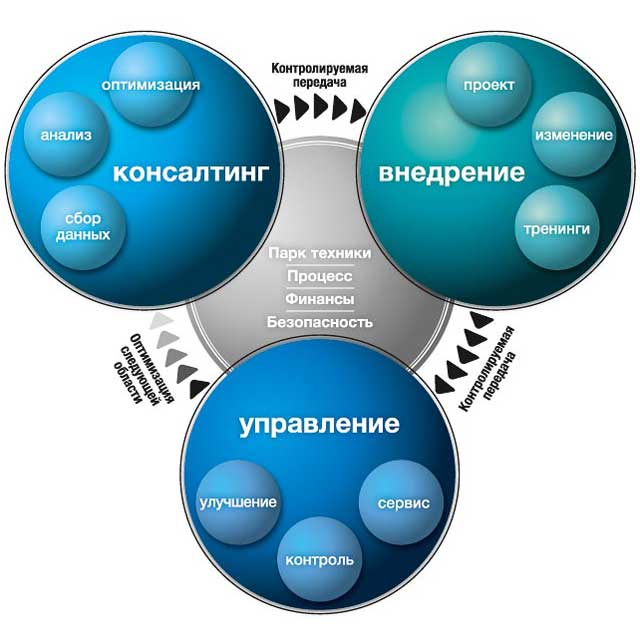 Контролируемая
передача
оптимизация
анализ
консалтинг
сбор
данных
проект
изменение
внедрение
тренинги
Парк техники
Процесс
Финансы
Безопасность
Оптимизация
следующей
области
Контролируемая
передача
управление
улучшение
сервис
контроль